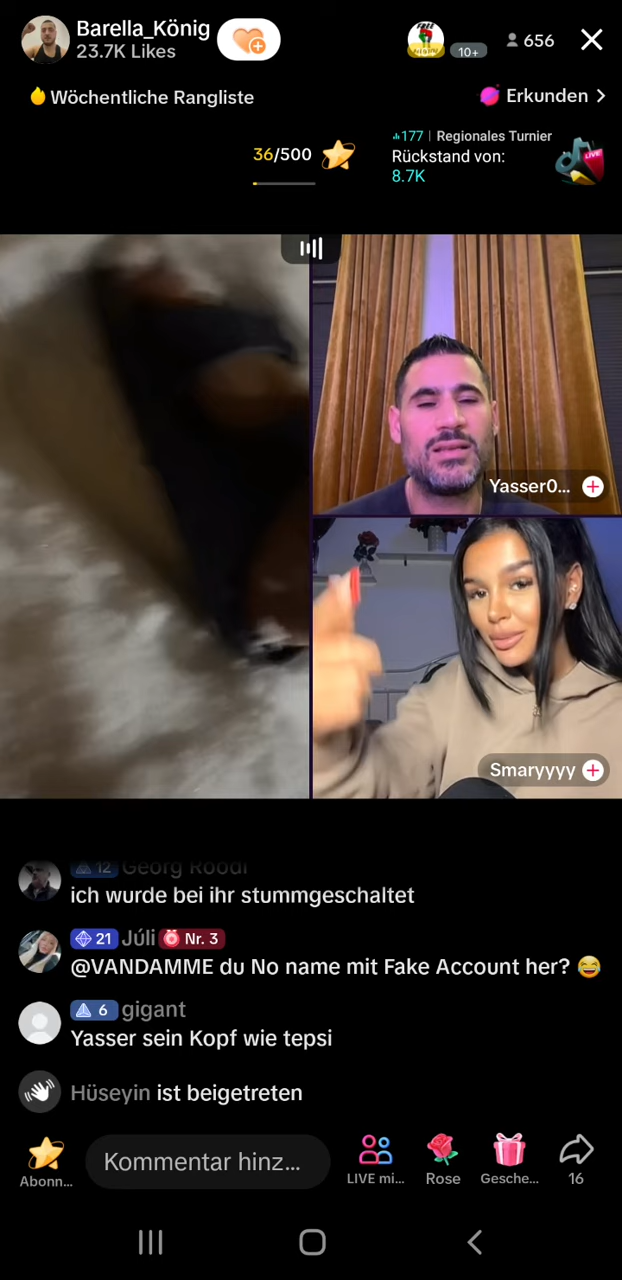 Barella_König
23.7K Likes
10+
656
Wöchentliche Rangliste
Erkunden
36/500
177 | Regionales Turnier
Rückstand von:
8.7K
LIVE
Yasser0...
Smaryyyy
12 Georg Roodi
ich wurde bei ihr stummgeschaltet
21 Júli Nr. 3
@VANDAMME du No name mit Fake Account her? 😂
6 gigant
Yasser sein Kopf wie tepsi
Hüseyin ist beigetreten
Abonn...
Kommentar hinz...
LIVE mi...
Rose
Gesche...
16